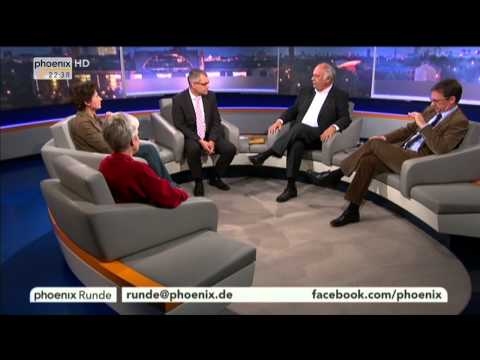 phoenix HD
22:38
phoenix Runde
runde@phoenix.de
facebook.com/phoenix